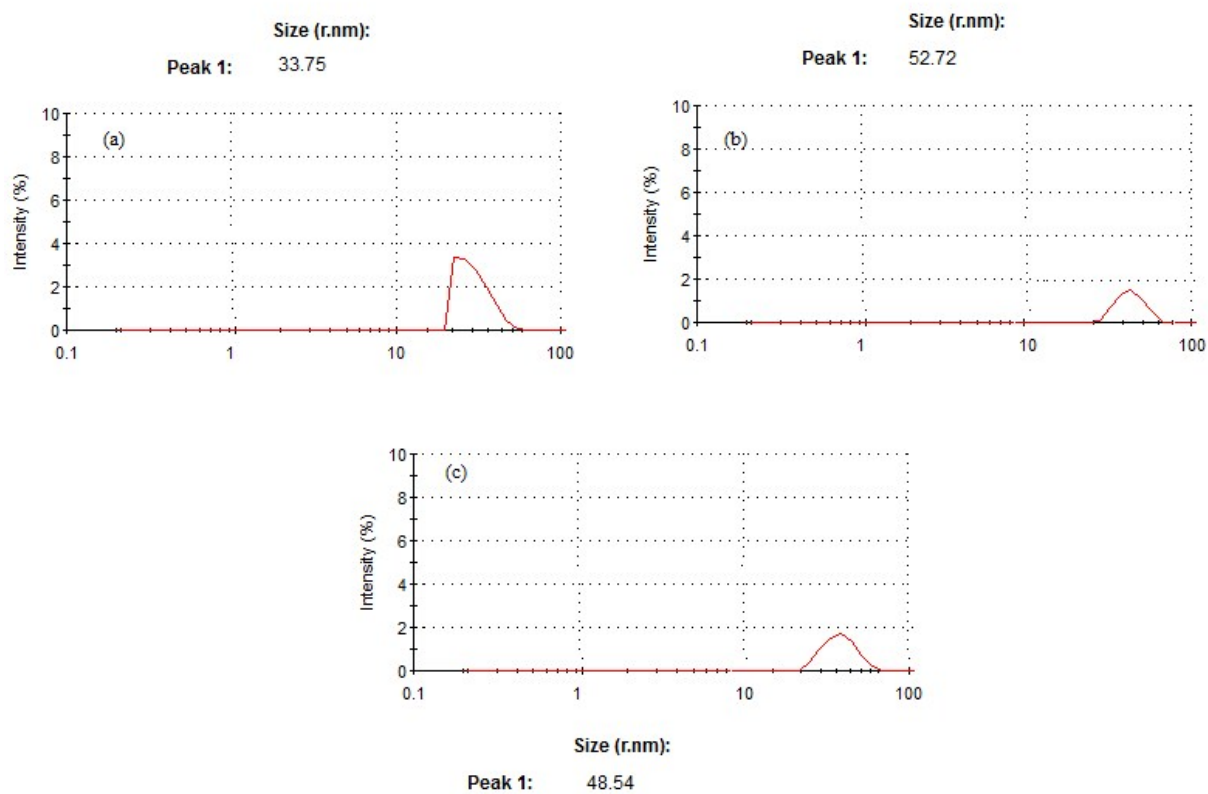 Size (r.nm):
Peak 1: 33.75
Size (r.nm):
Peak 1: 52.72
(a)
Intensity (%)
10
8
6
4
2
0
0.1 1 10 100
(b)
Intensity (%)
10
8
6
4
2
0
0.1 1 10 100
(c)
Intensity (%)
10
8
6
4
2
0
0.1 1 10 100
Size (r.nm):
Peak 1: 48.54